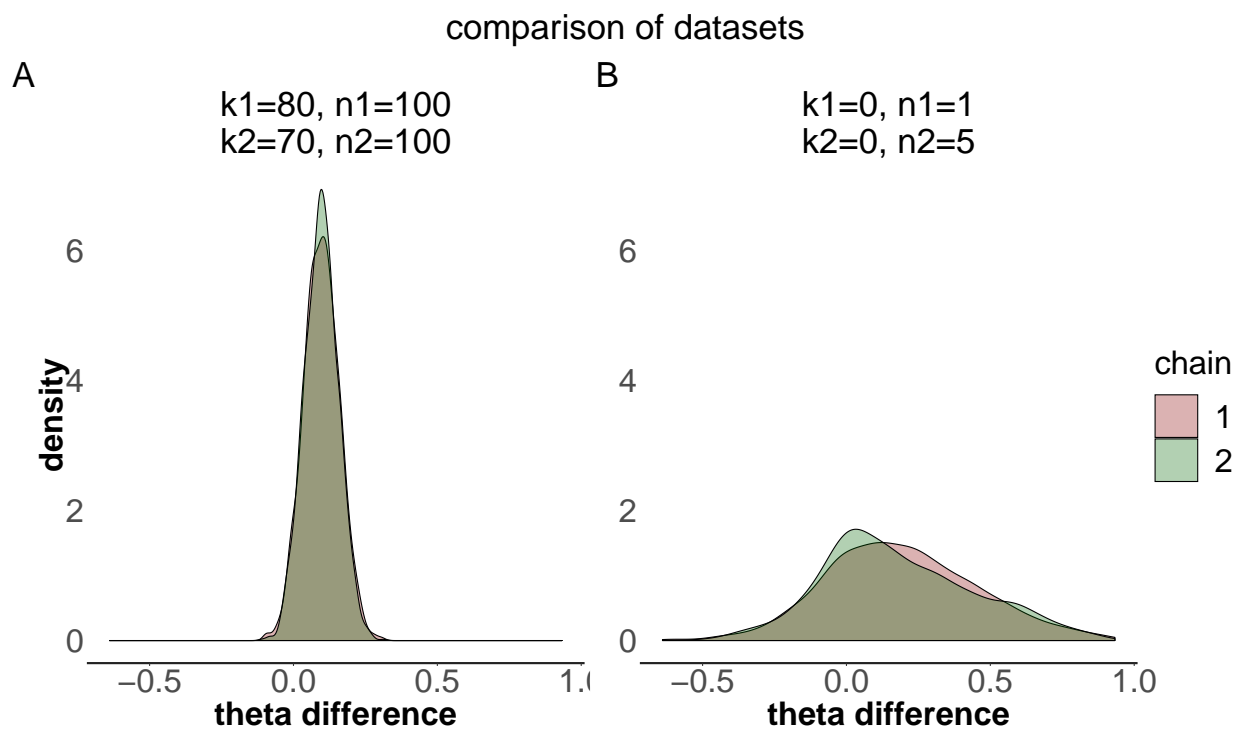 comparison of datasets
A
k1=80, n1=100
k2=70, n2=100
density
6
4
2
0
−0.5 0.0 0.5 1.(
theta difference
B
k1=0, n1=1
k2=0, n2=5
6
4
2
0
−0.5 0.0 0.5 1.0
theta difference
chain
1
2